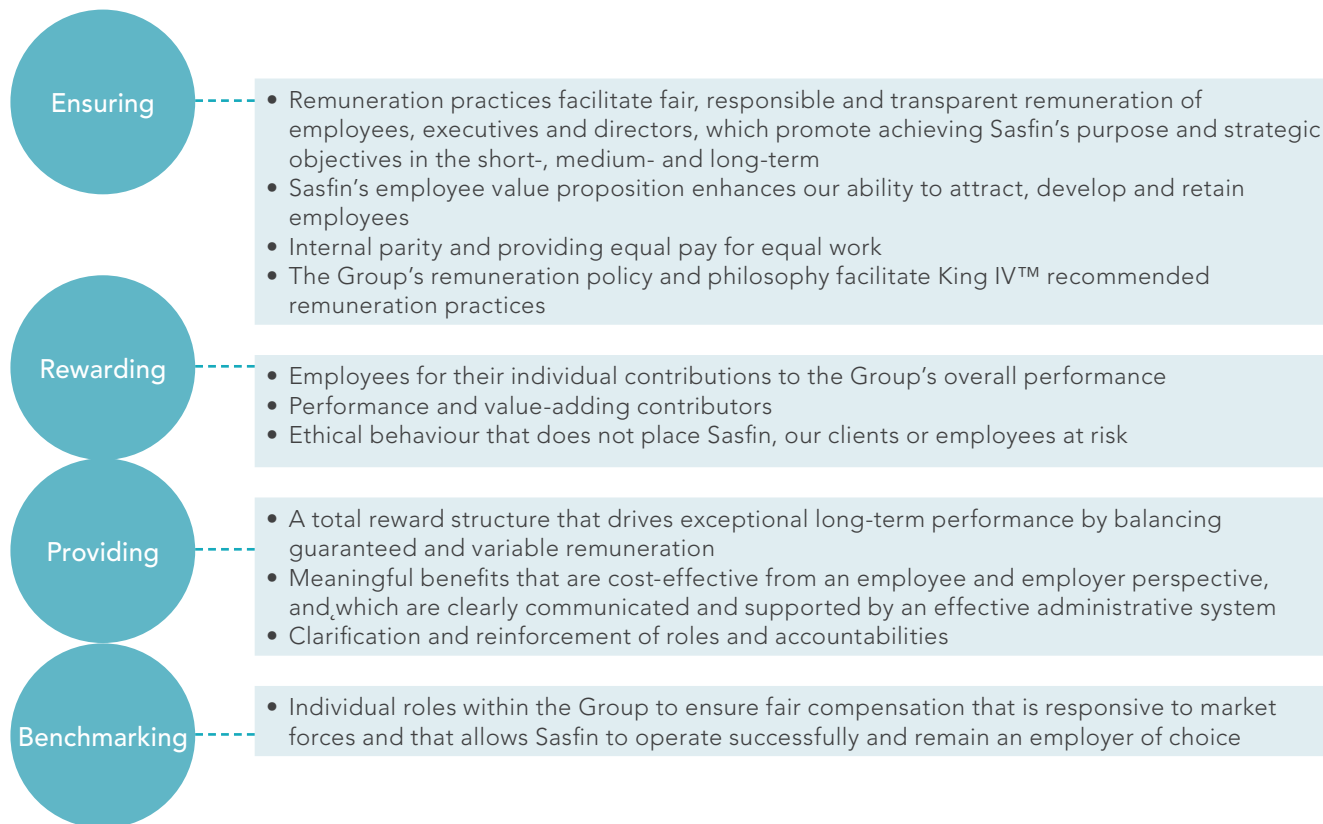 Ensuring
• Remuneration practices facilitate fair, responsible and transparent remuneration of
employees, executives and directors, which promote achieving Sasfin's purpose and strategic
objectives in the short-, medium- and long-term
• Sasfin's employee value proposition enhances our ability to attract, develop and retain
employees
• Internal parity and providing equal pay for equal work
• The Group's remuneration policy and philosophy facilitate King IV™ recommended
remuneration practices
Rewarding
• Employees for their individual contributions to the Group's overall performance
• Performance and value-adding contributors
• Ethical behaviour that does not place Sasfin, our clients or employees at risk
Providing
• A total reward structure that drives exceptional long-term performance by balancing
guaranteed and variable remuneration
• Meaningful benefits that are cost-effective from an employee and employer perspective,
and which are clearly communicated and supported by an effective administrative system
• Clarification and reinforcement of roles and accountabilities
Benchmarking
• Individual roles within the Group to ensure fair compensation that is responsive to market
forces and that allows Sasfin to operate successfully and remain an employer of choice